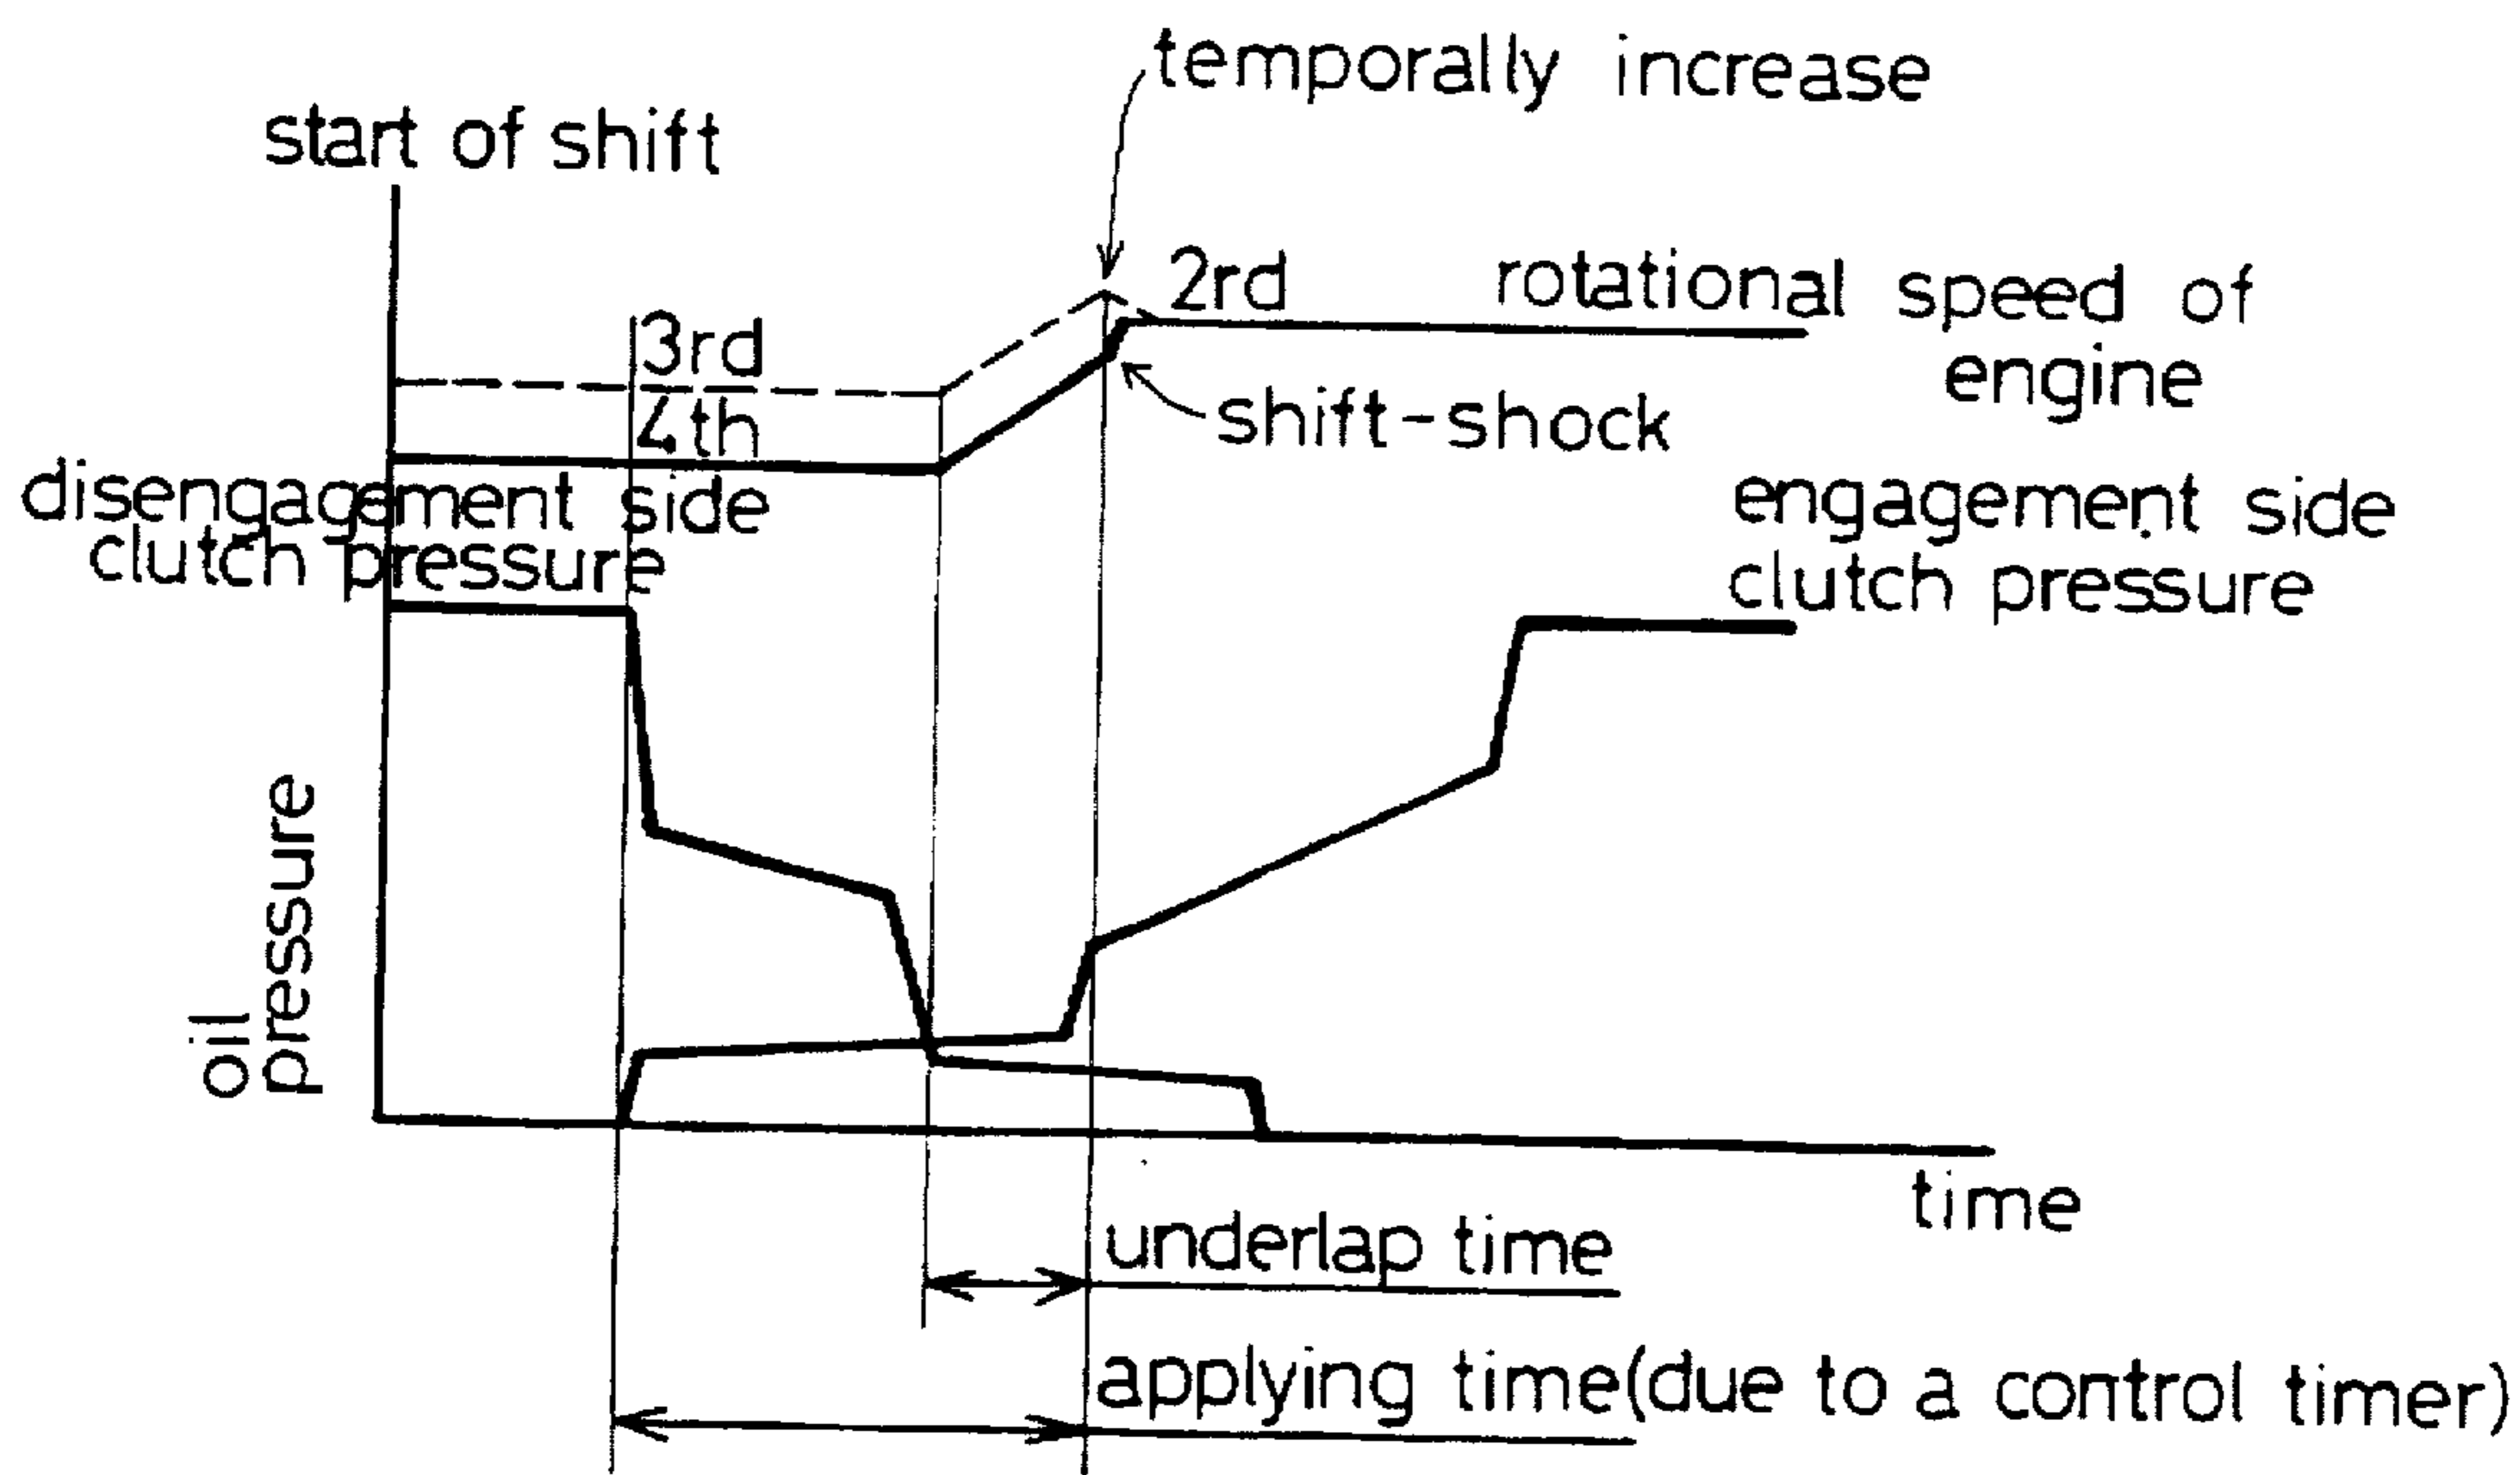 temporally increase
start of shift
2rd
rotational speed of
engine
3rd
4th
shift-shock
disengagement side
clutch pressure
engagement side
clutch pressure
oil
pressure
time
underlap time
applying time(due to a control timer)